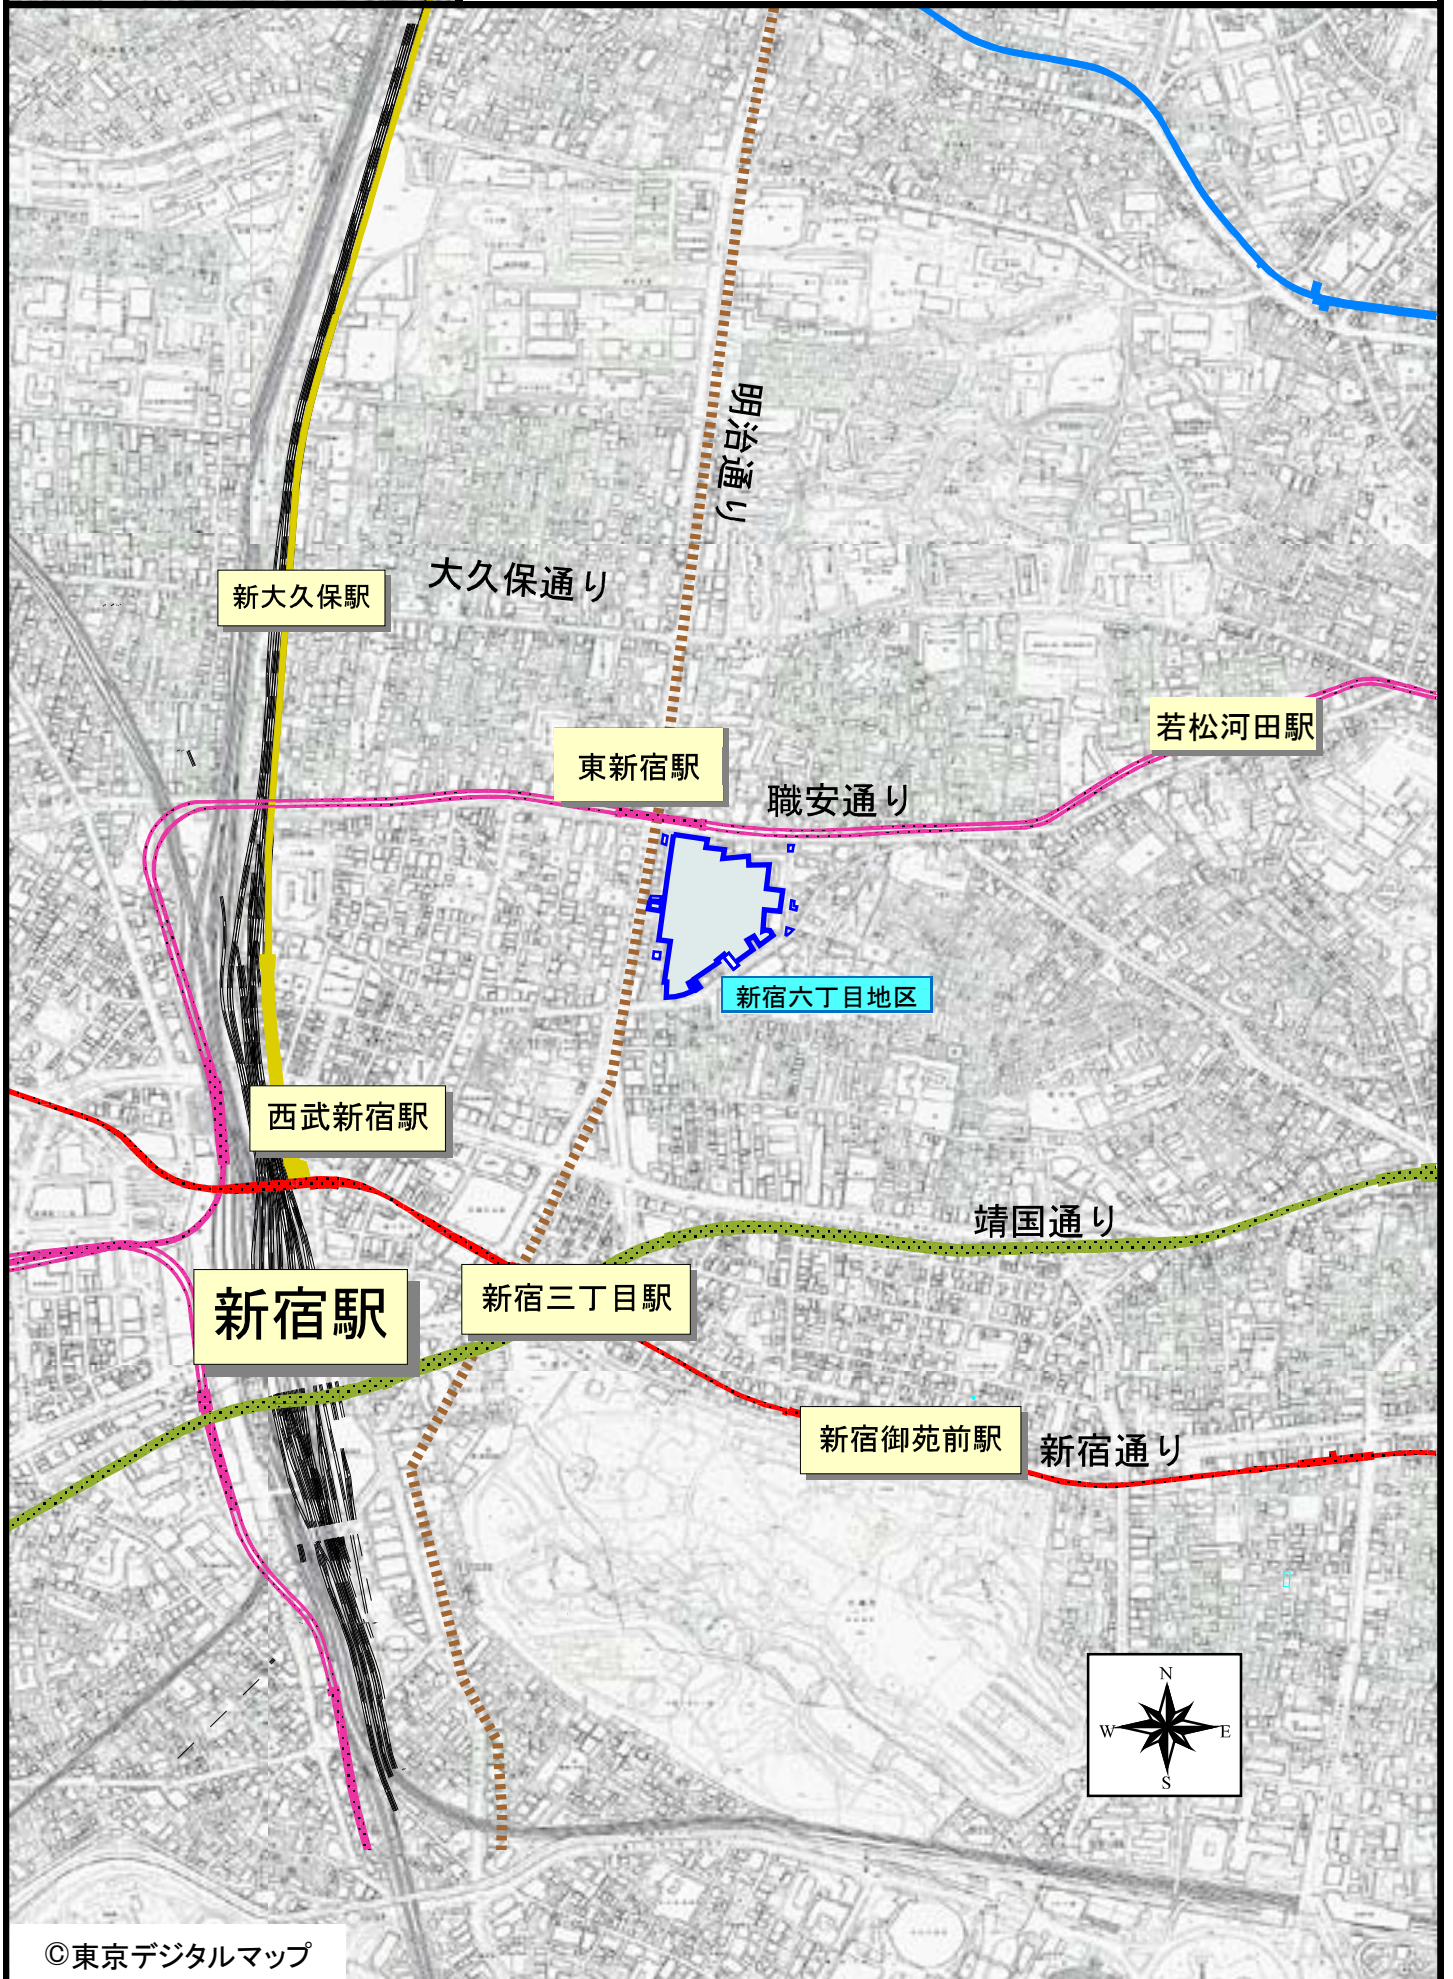 明治通り
大久保通り
新大久保駅
若松河田駅
東新宿駅
職安通り
新宿六丁目地区
西武新宿駅
靖国通り
新宿駅
新宿三丁目駅
新宿御苑前駅
新宿通り
N
W
E
S
©東京デジタルマップ